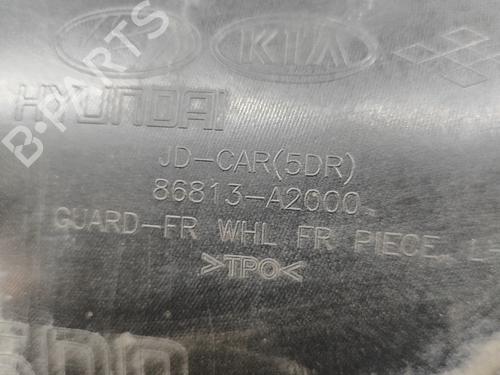 B-PARTS
KIA
HYUNDAI
JD-CAR(5DR)
86813-A2000
GUARD-FR WHL FR PIECE, L
>TPO<